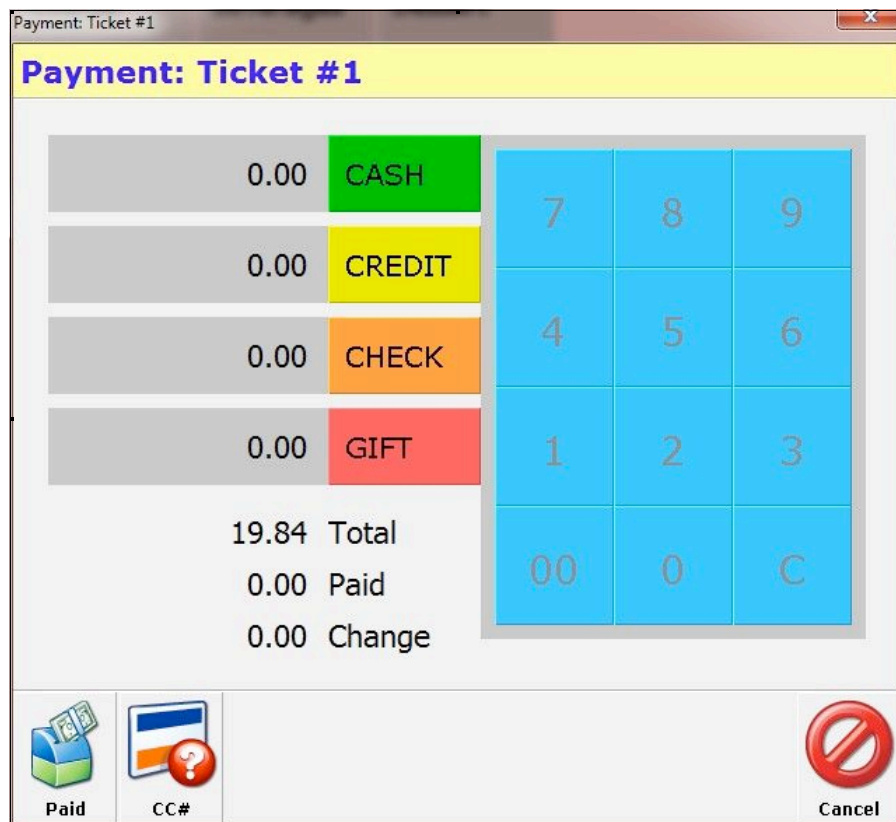 Payment: Ticket #1
Payment: Ticket #1
0.00 CASH
0.00 CREDIT
0.00 CHECK
0.00 GIFT
19.84 Total
0.00 Paid
0.00 Change
7 8 9
4 5 6
1 2 3
00 0 C
Paid CC# Cancel